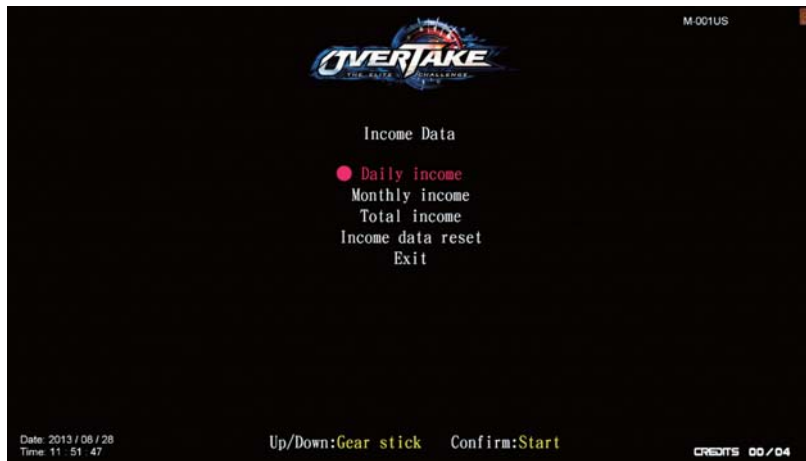 M-001US
OVERTAKE
THE ELITE CHALLENGE
Income Data
Daily income
Monthly income
Total income
Income data reset
Exit
Date: 2013 / 08 / 28
Time: 11 : 51 : 47
Up/Down:Gear stick Confirm:Start
CREDITS 00/04